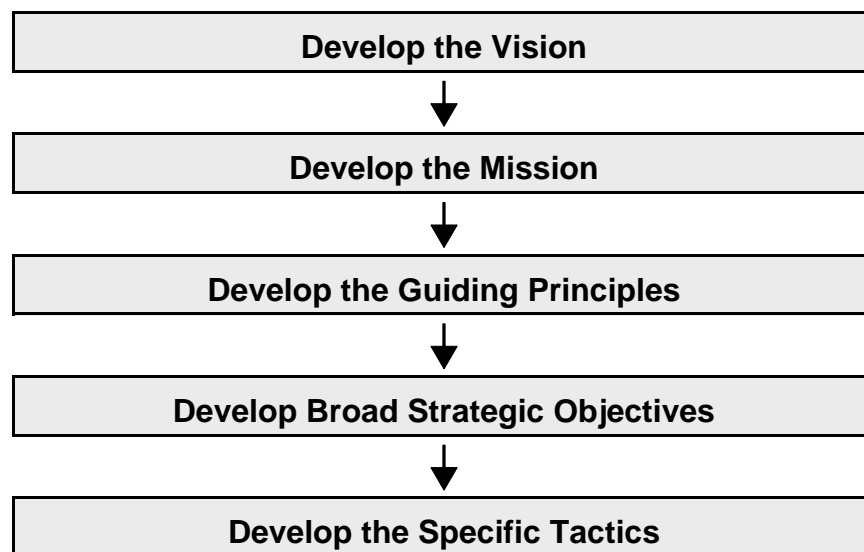 Develop the Vision
Develop the Mission
Develop the Guiding Principles
Develop Broad Strategic Objectives
Develop the Specific Tactics